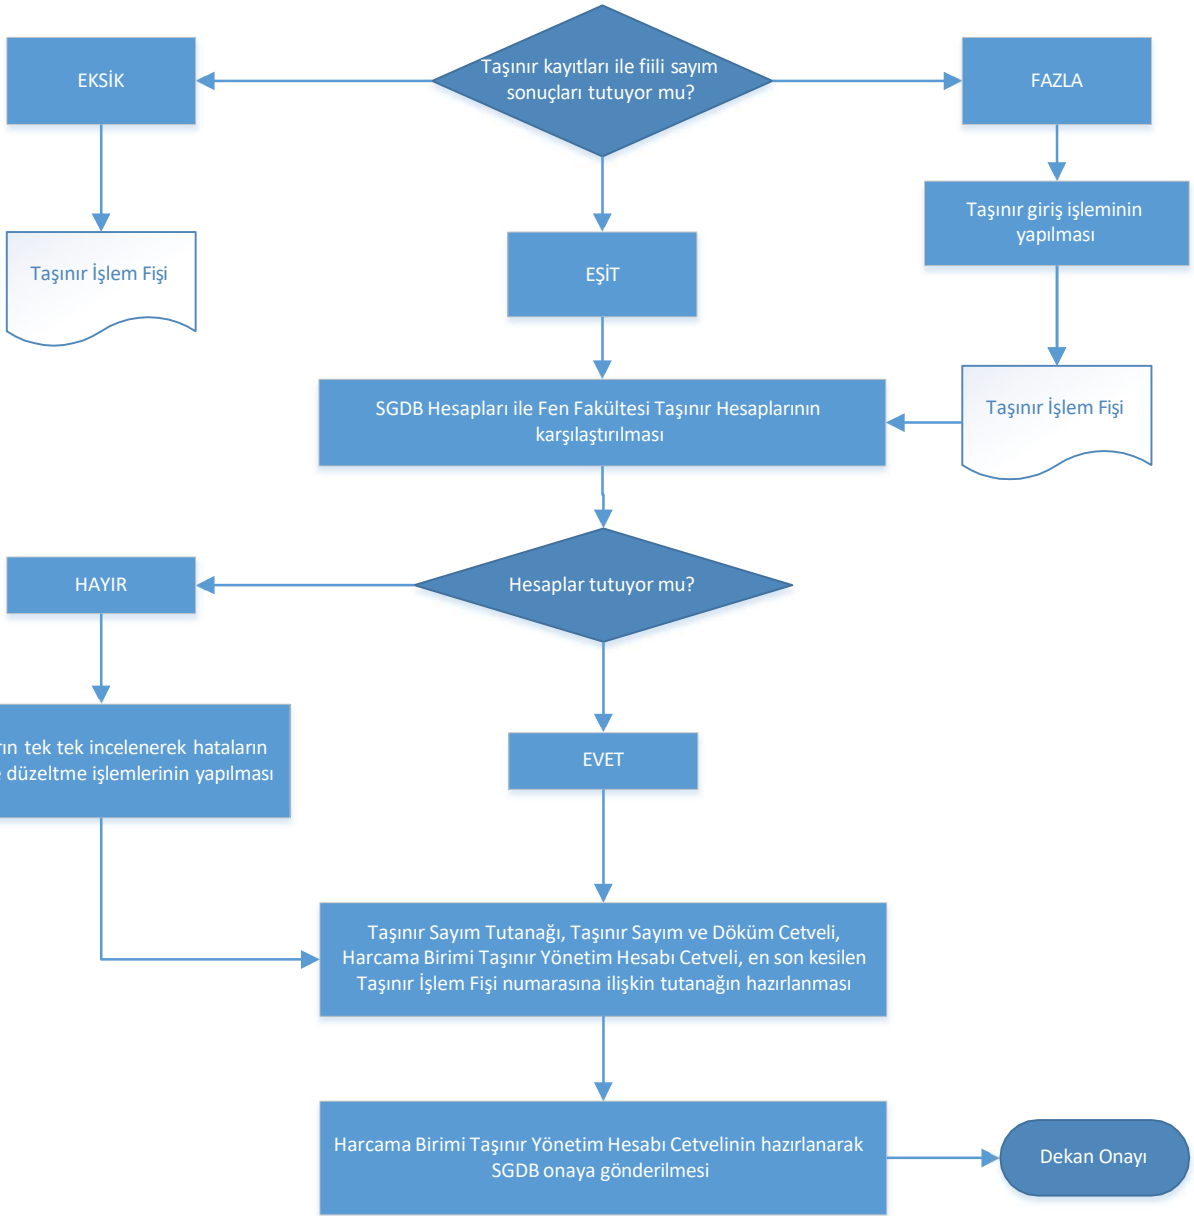 Taşınır kayıtları ile fiili sayım
sonuçları tutuyor mu?
EKSİK
FAZLA
Taşınır giriş işleminin
yapılması
Taşınır İşlem Fişi
EŞİT
Taşınır İşlem Fişi
SGDB Hesapları ile Fen Fakültesi Taşınır Hesaplarının
karşılaştırılması
Hesaplar tutuyor mu?
HAYIR
tek tek incelenerek hataların
düzeltme işlemlerinin yapılması
EVET
Taşınır Sayım Tutanağı, Taşınır Sayım ve Döküm Cetveli,
Harcama Birimi Taşınır Yönetim Hesabı Cetveli, en son kesilen
Taşınır İşlem Fişi numarasına ilişkin tutanağın hazırlanması
Harcama Birimi Taşınır Yönetim Hesabı Cetvelinin hazırlanarak
SGDB onaya gönderilmesi
Dekan Onayı